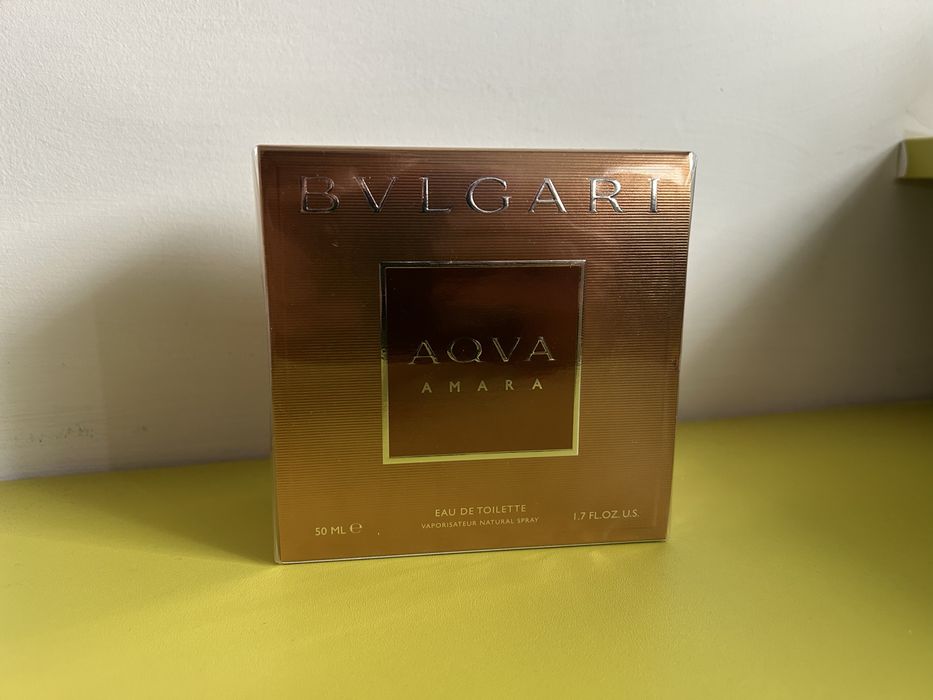 BVLGARI
AQVA
AMARA
EAU DE TOILETTE
VAPORISATEUR NATURAL SPRAY
50 ML ℮
1.7 FL.OZ. U.S.